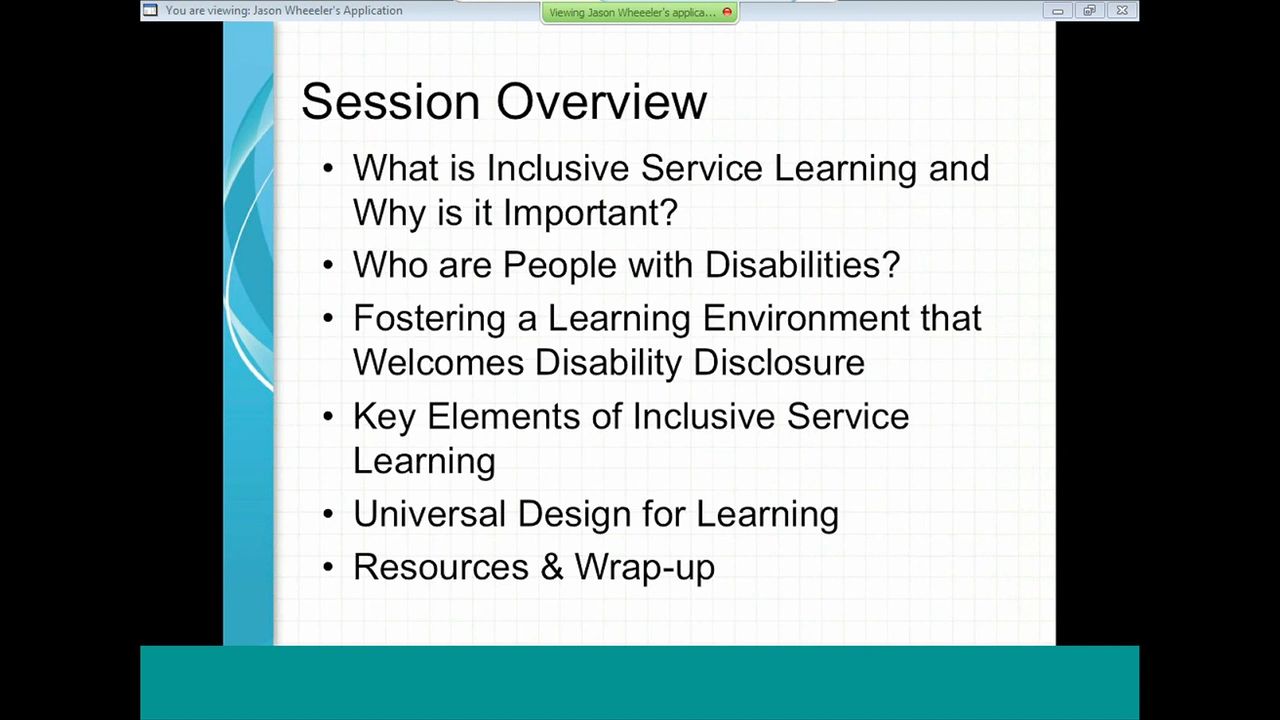 You are viewing: Jason Wheeeler's Application
Viewing Jason Wheeeler's applica...
Session Overview
• What is Inclusive Service Learning and
Why is it Important?
• Who are People with Disabilities?
• Fostering a Learning Environment that
Welcomes Disability Disclosure
• Key Elements of Inclusive Service
Learning
• Universal Design for Learning
• Resources & Wrap-up